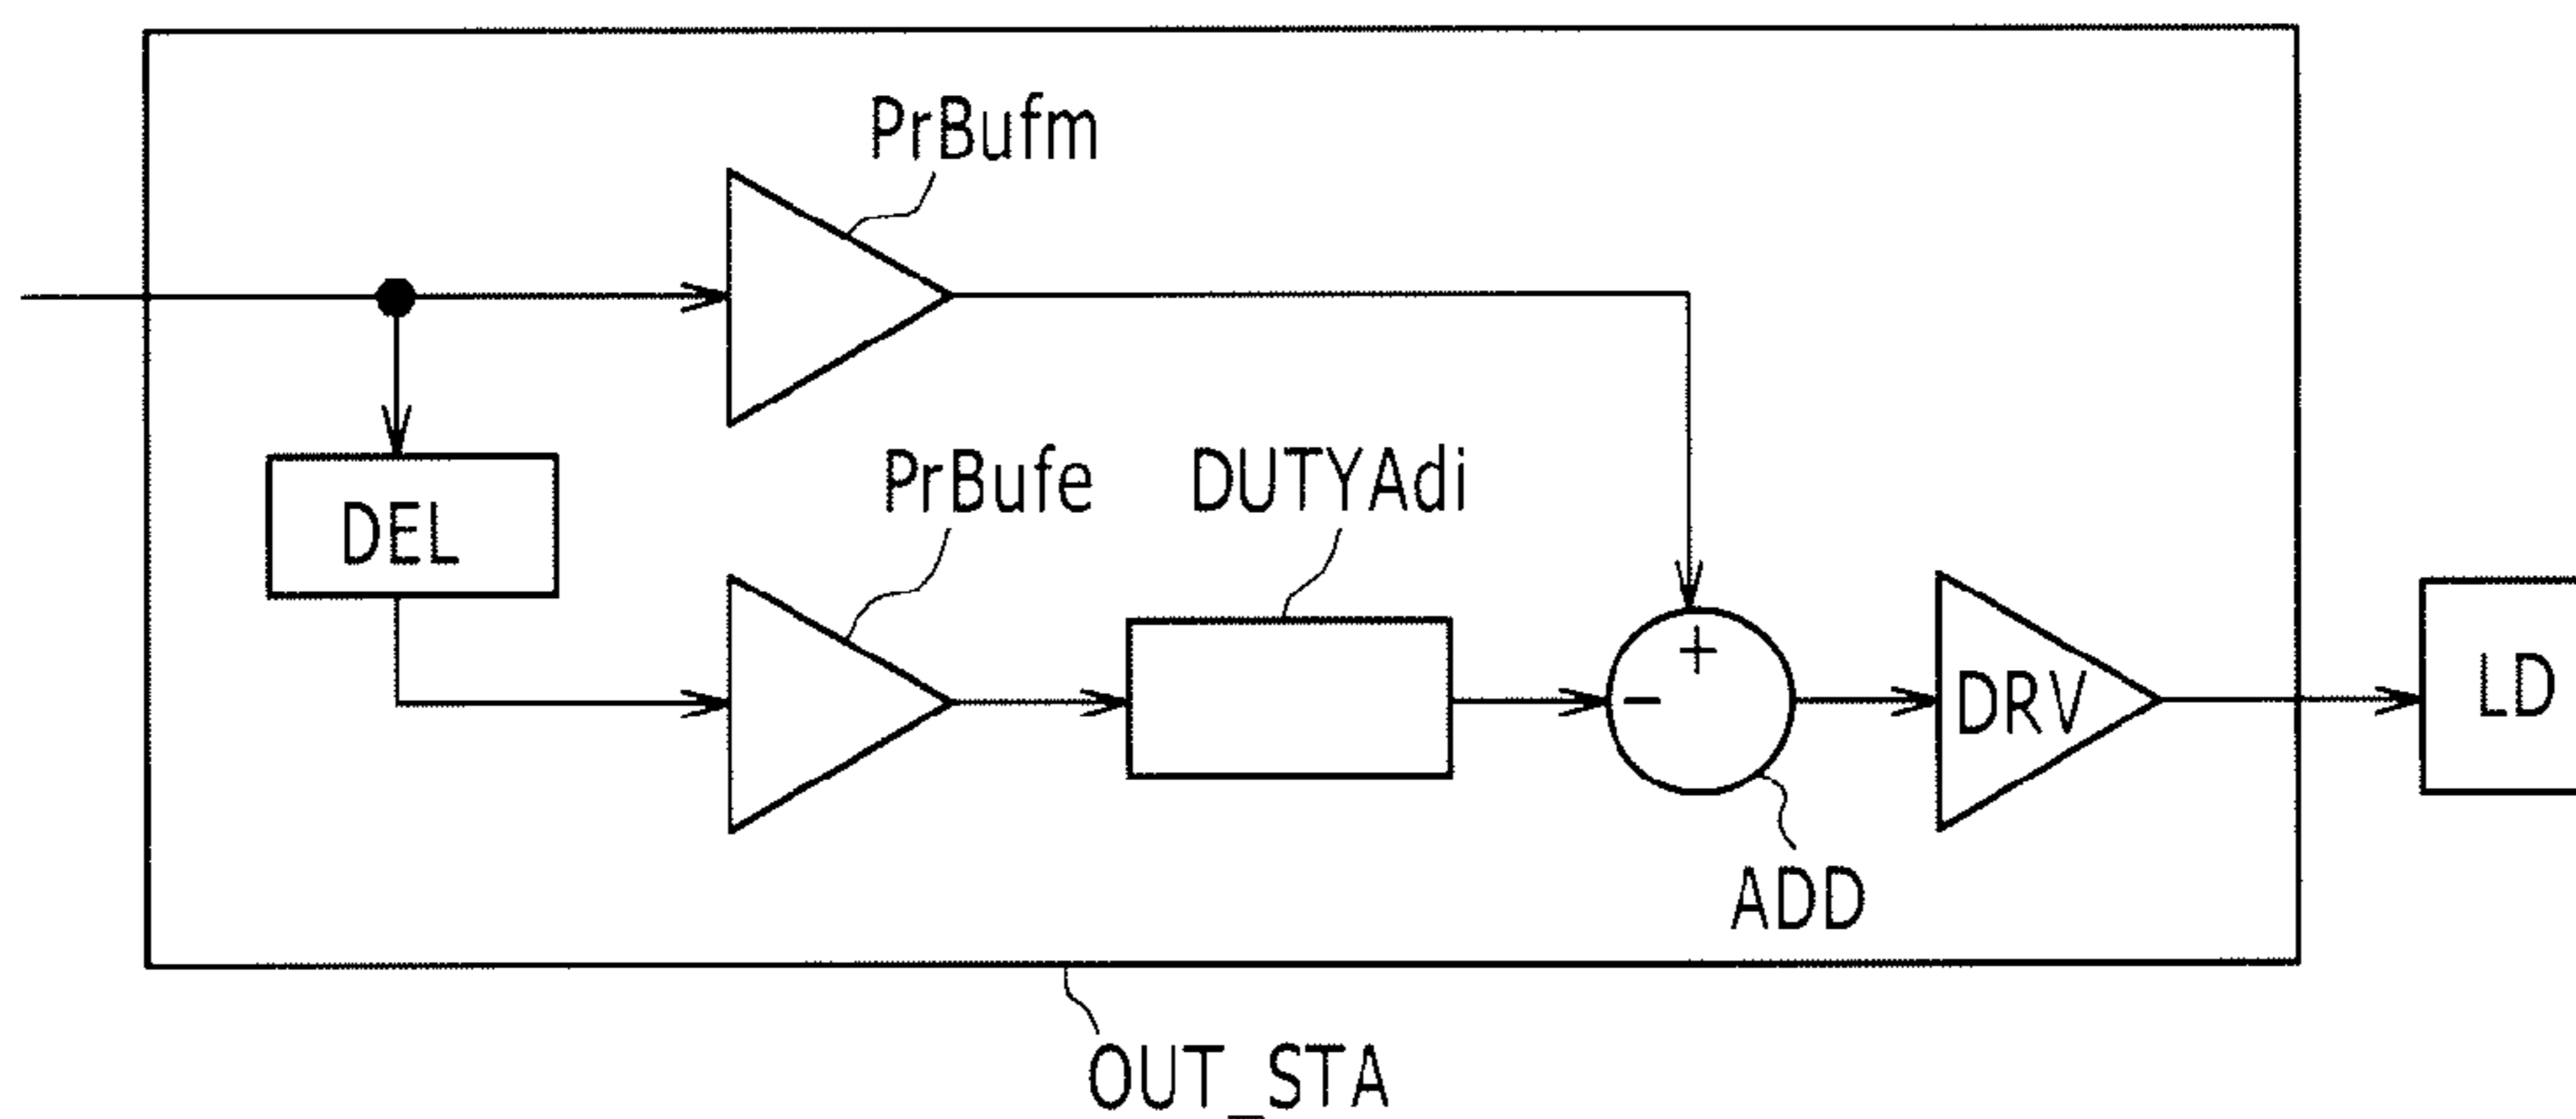 PrBufm
PrBufe
DUTYAdi
DEL
+
−
DRV
LD
ADD
OUT_STA